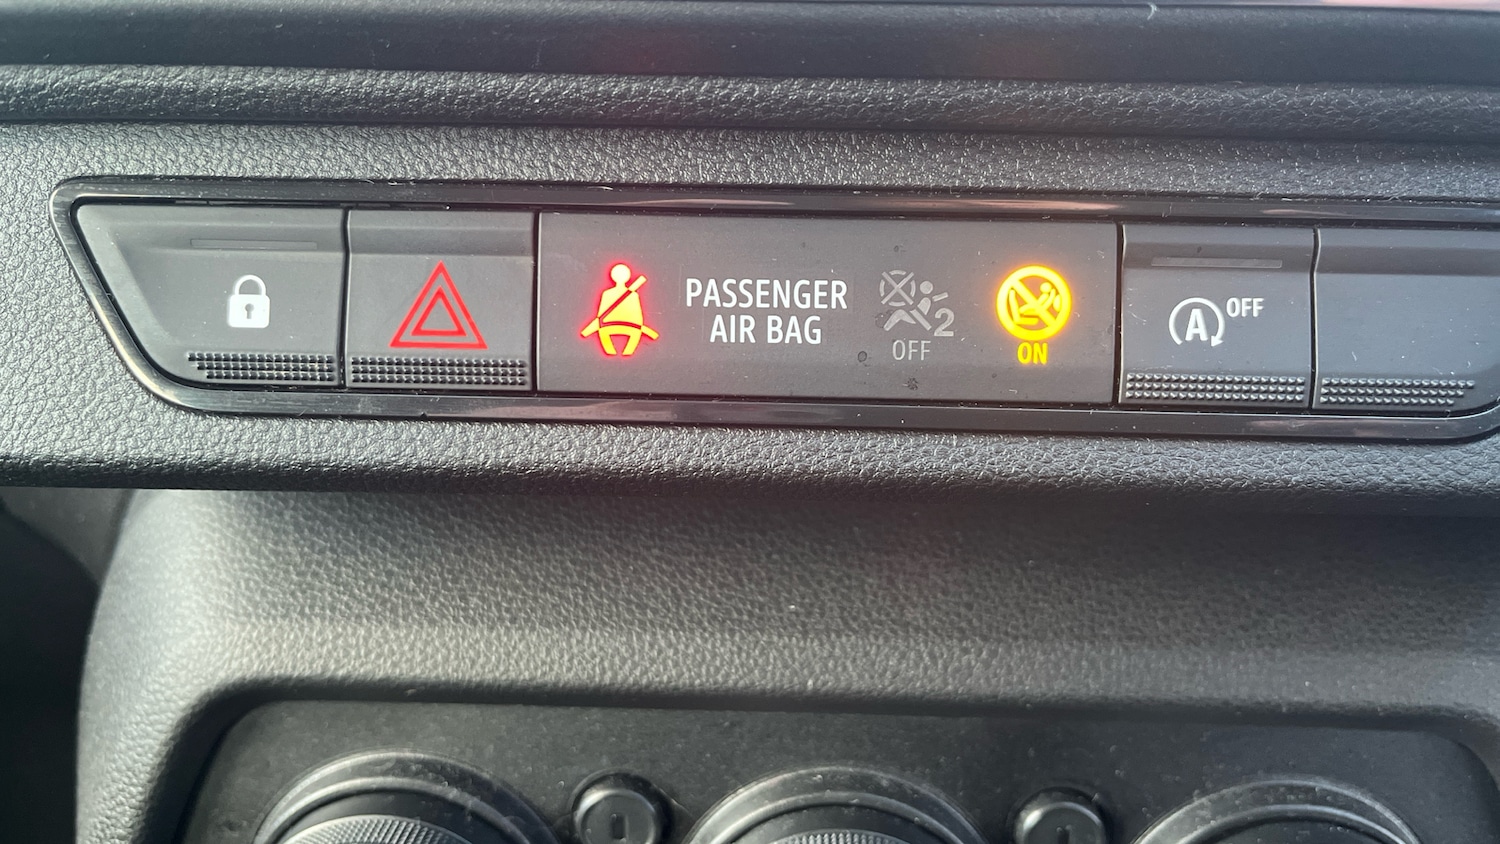 PASSENGER
AIR BAG
2
OFF
ON
A OFF